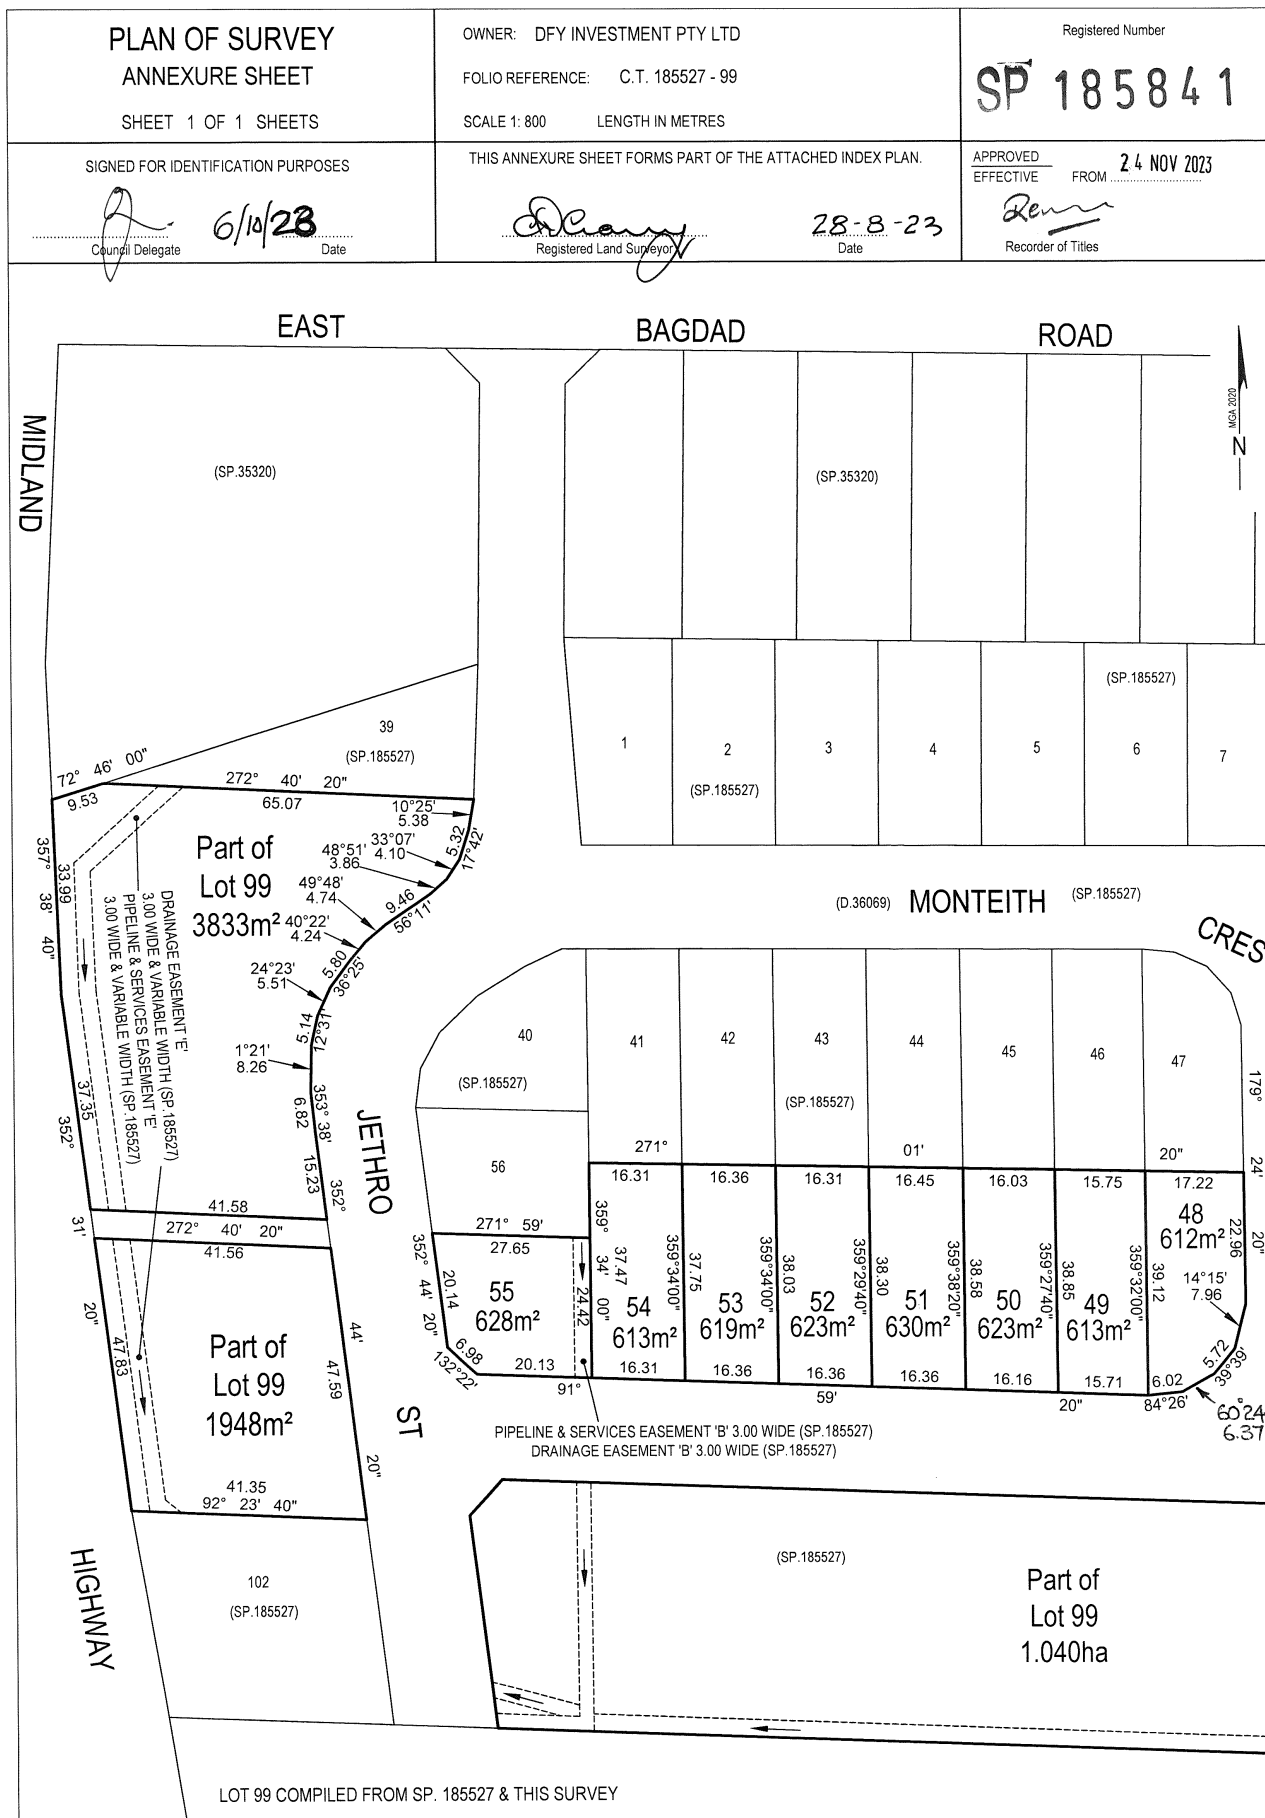 PLAN OF SURVEY
ANNEXURE SHEET
SHEET 1 OF 1 SHEETS
OWNER: DFY INVESTMENT PTY LTD
FOLIO REFERENCE: C.T. 185527 - 99
SCALE 1: 800 LENGTH IN METRES
Registered Number
SP 185841
SIGNED FOR IDENTIFICATION PURPOSES
6/10/23
Council Delegate Date
THIS ANNEXURE SHEET FORMS PART OF THE ATTACHED INDEX PLAN.
28-8-23
Registered Land Surveyor Date
APPROVED
EFFECTIVE FROM 24 NOV 2023
Recorder of Titles
EAST BAGDAD ROAD
MIDLAND
(SP.35320)
(SP.35320)
MGA 2020
N
39
(SP.185527)
(SP.185527)
1
2
3
4
5
6
7
(SP.185527)
72° 46' 00"
9.53
272° 40' 20"
65.07
10°25'
5.38
5.32
17°42'
33°07'
4.10
48°51'
3.86
49°48'
4.74
9.46
56°11'
40°22'
4.24
5.80
36°25'
24°23'
5.51
5.14
12°31'
1°21'
8.26
353° 38'
6.82
15.23
352°
357° 38' 40"
33.99
37.35
352°
31'
20"
Part of
Lot 99
3833m²
DRAINAGE EASEMENT 'E'
3.00 WIDE & VARIABLE WIDTH (SP.185527)
PIPELINE & SERVICES EASEMENT 'E'
3.00 WIDE & VARIABLE WIDTH (SP.185527)
(D.36069) MONTEITH (SP.185527)
CRES
40
(SP.185527)
41
42
43
(SP.185527)
44
45
46
47
179°
24'
20"
JETHRO
56
271° 01' 20"
16.31
16.36
16.31
16.45
16.03
15.75
17.22
41.58
272° 40' 20"
41.56
271° 59'
27.65
352° 44' 20"
20.14
55
628m²
24.42
359° 34' 00"
37.47
54
613m²
359°34'00"
37.75
53
619m²
359°34'00"
38.03
52
623m²
359°29'40"
38.30
51
630m²
359°38'20"
38.58
50
623m²
359°27'40"
38.85
49
613m²
359°32'00"
39.12
48
612m²
22.96
14°15'
7.96
5.72
39°39'
6.98
132°22'
20.13
16.31
16.36
16.36
16.36
16.16
15.71
6.02
91° 59' 20"
84°26'
60°24
6.37
Part of
Lot 99
1948m²
47.83
44'
47.59
20"
41.35
92° 23' 40"
ST
PIPELINE & SERVICES EASEMENT 'B' 3.00 WIDE (SP.185527)
DRAINAGE EASEMENT 'B' 3.00 WIDE (SP.185527)
HIGHWAY
102
(SP.185527)
(SP.185527)
Part of
Lot 99
1.040ha
LOT 99 COMPILED FROM SP. 185527 & THIS SURVEY